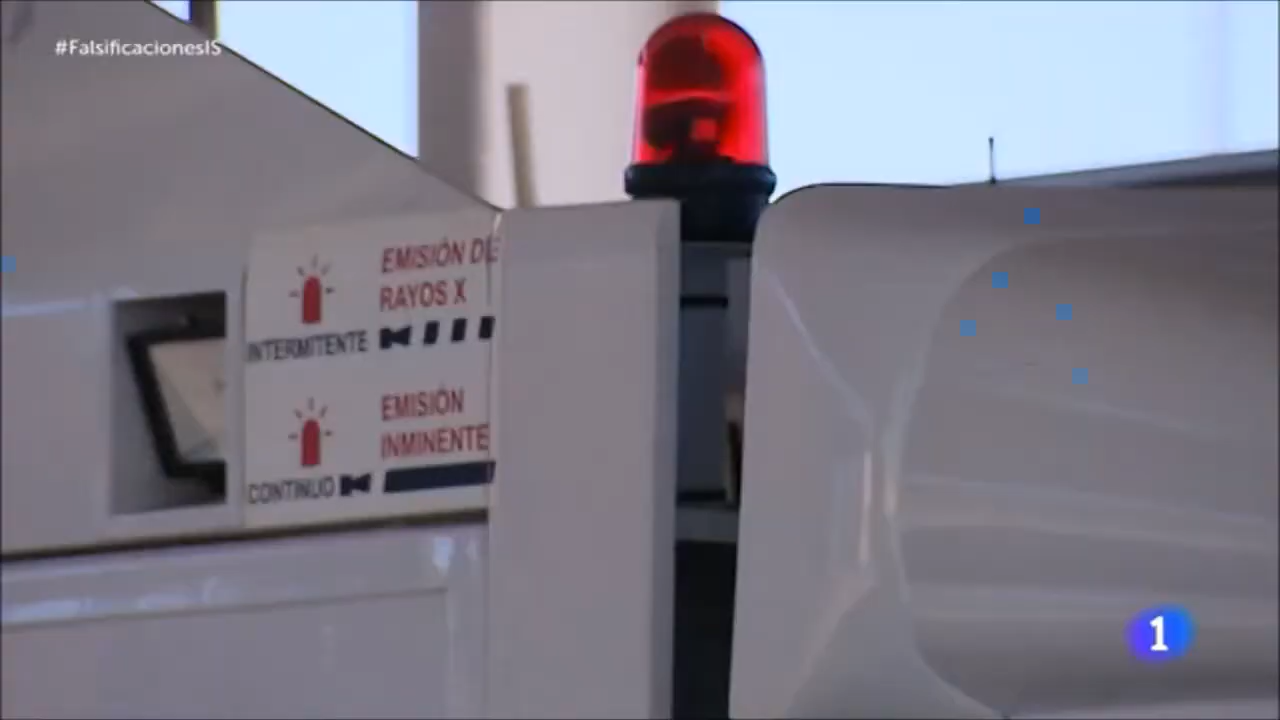 #FalsificacionesIS
EMISIÓN DE
RAYOS X
INTERMITENTE
EMISIÓN
INMINENTE
CONTINUO
1